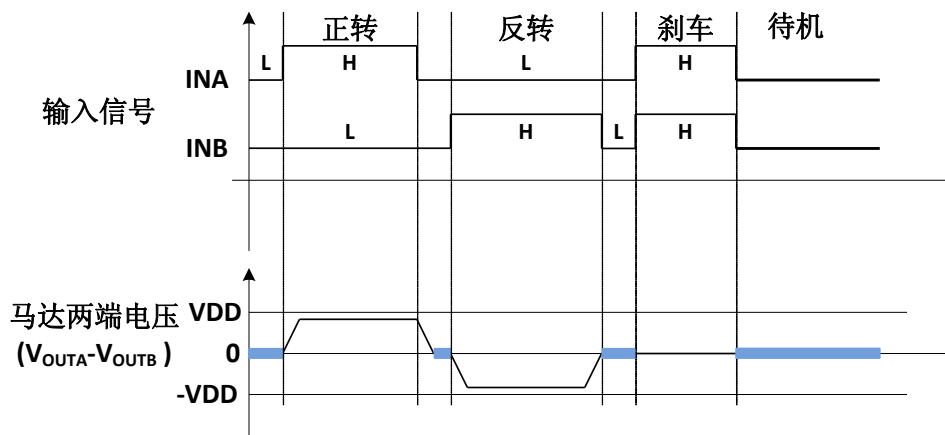 正转 反转 刹车 待机
L H L H
INA
输入信号
L H L H
INB
马达两端电压 VDD
(VOUTA-VOUTB ) 0
-VDD